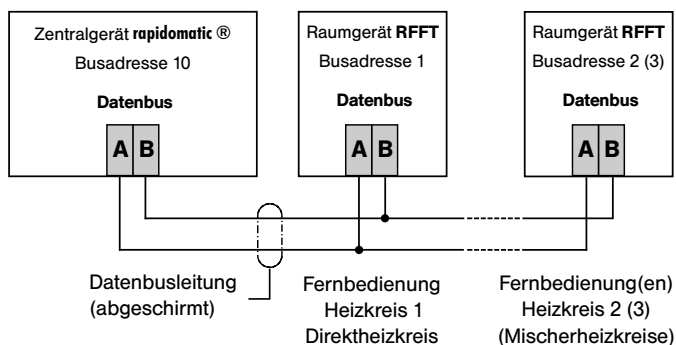 Zentralgerät rapidomatic ®
Busadresse 10
Datenbus
A B
Raumgerät RFFT
Busadresse 1
Datenbus
A B
Raumgerät RFFT
Busadresse 2 (3)
Datenbus
A B
Datenbusleitung
(abgeschirmt)
Fernbedienung
Heizkreis 1
Direktheizkreis
Fernbedienung(en)
Heizkreis 2 (3)
(Mischerheizkreise)